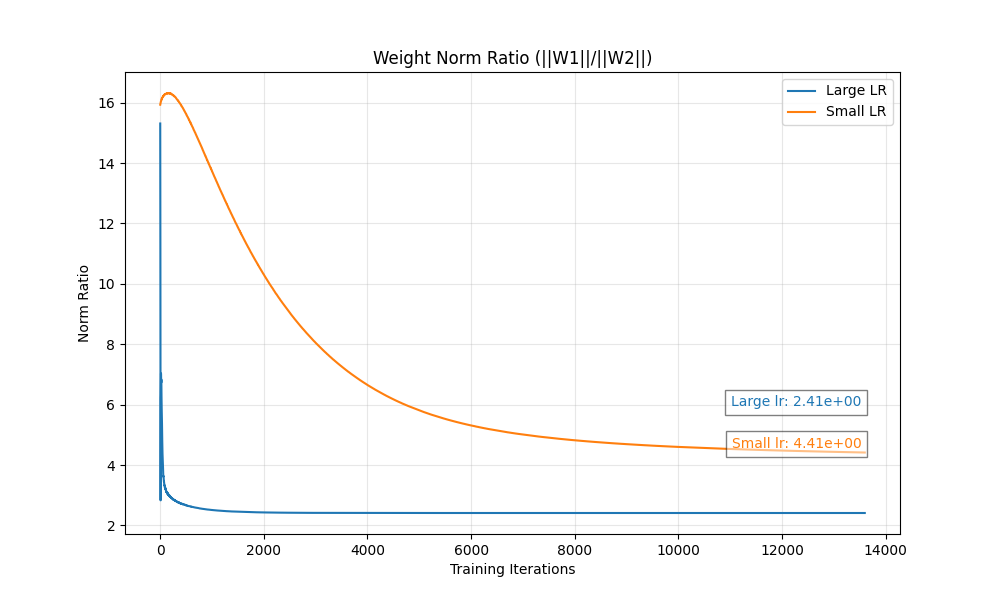 Weight Norm Ratio (||W1||/||W2||)
Large LR
Small LR
Norm Ratio
16
14
12
10
8
6
4
2
Large lr: 2.41e+00
Small lr: 4.41e+00
0 2000 4000 6000 8000 10000 12000 14000
Training Iterations